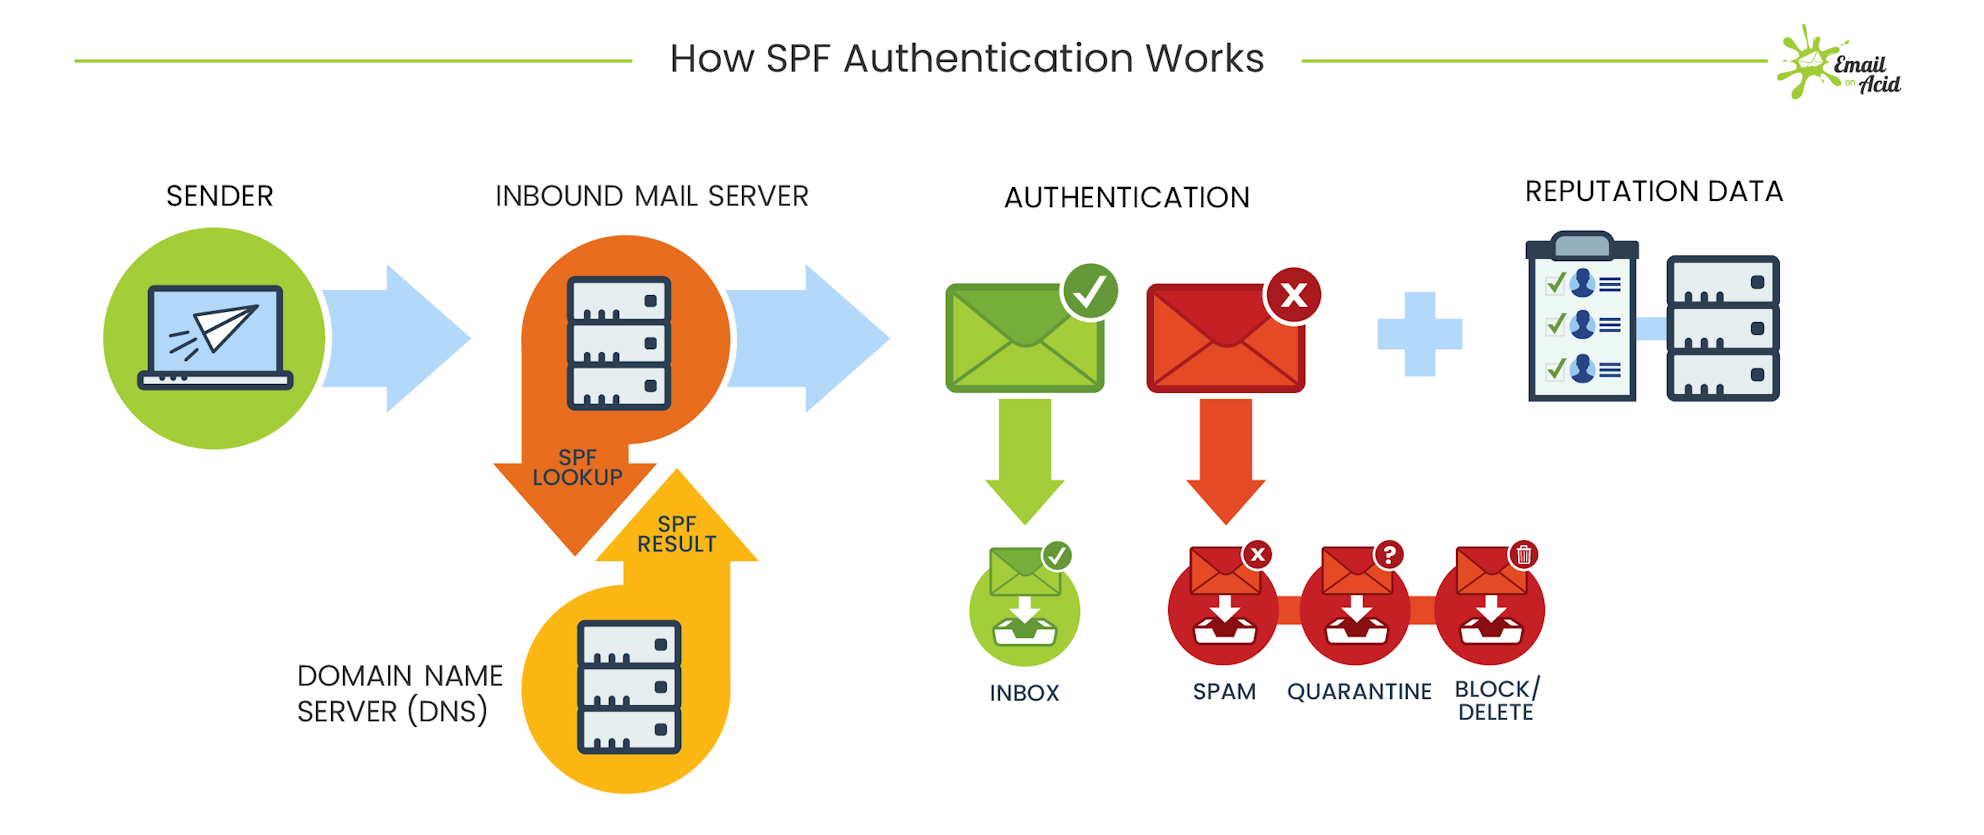 How SPF Authentication Works
Email
on
Acid
SENDER
INBOUND MAIL SERVER
AUTHENTICATION
REPUTATION DATA
SPF
LOOKUP
SPF
RESULT
DOMAIN NAME
SERVER (DNS)
INBOX
SPAM
QUARANTINE
BLOCK/
DELETE